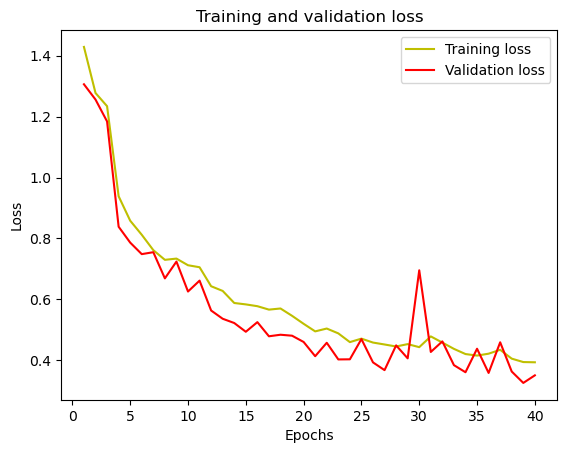 Training and validation loss
Training loss
Validation loss
Loss
1.4
1.2
1.0
0.8
0.6
0.4
0 5 10 15 20 25 30 35 40
Epochs